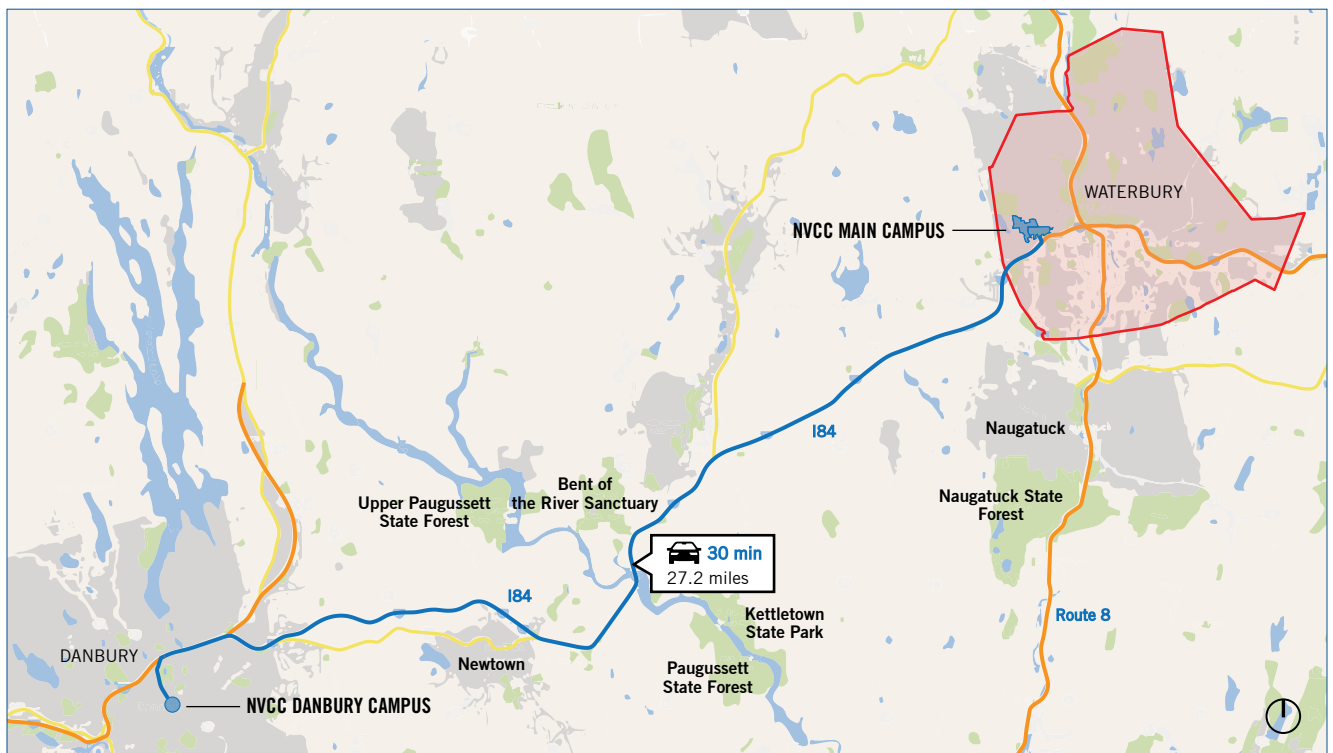 WATERBURY
NVCC MAIN CAMPUS
I84
Naugatuck
Bent of
the River Sanctuary
Upper Paugussett
State Forest
Naugatuck State
Forest
30 min
27.2 miles
I84
Kettletown
State Park
Route 8
DANBURY
Newtown
Paugussett
State Forest
NVCC DANBURY CAMPUS